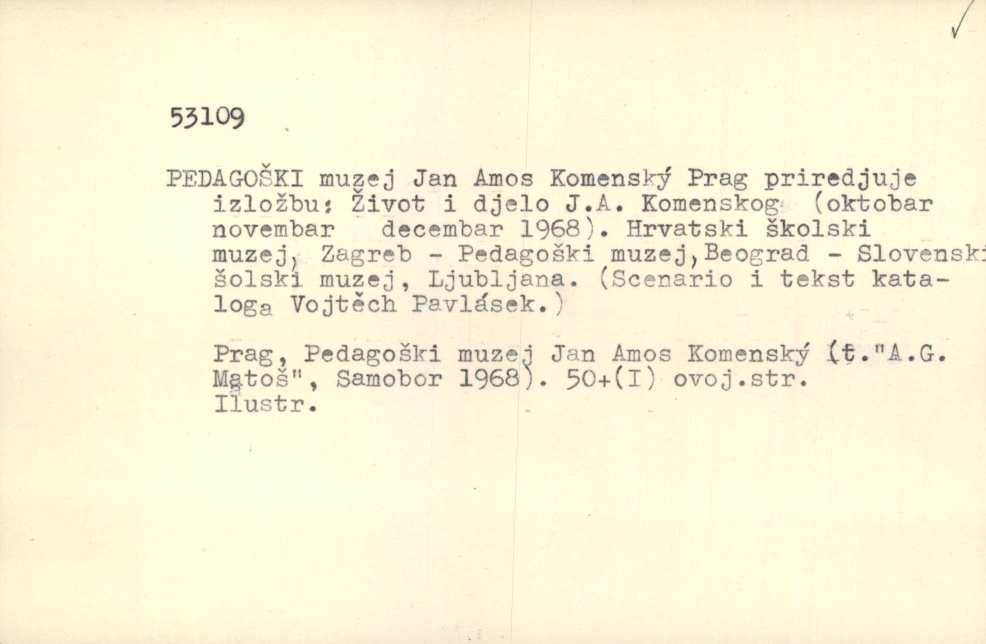 53109
PEDAGOŠKI muzej Jan Amos Komenský Prag priredjuje
izložbu: Život i djelo J.A. Komenskog (oktobar
novembar decembar 1968). Hrvatski školski
muzej, Zagreb - Pedagoški muzej,Beograd - Slovenski
šolski muzej, Ljubljana. (Scenario i tekst kata-
loga Vojtěch Pavlásek.)
Prag, Pedagoški muzej Jan Amos Komenský (t."A.G.
Matoš", Samobor 1968). 50+(I) ovoj.str.
Ilustr.